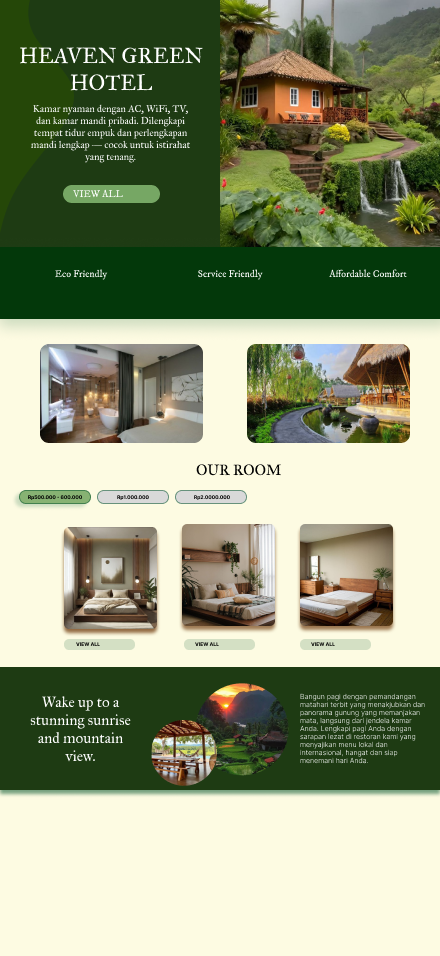 HEAVEN GREEN
HOTEL
Kamar nyaman dengan AC, WiFi, TV,
dan kamar mandi pribadi. Dilengkapi
tempat tidur empuk dan perlengkapan
mandi lengkap — cocok untuk istirahat
yang tenang.
VIEW ALL
Eco Friendly
Service Friendly
Affordable Comfort
OUR ROOM
Rp500.000 - 800.000
Rp1.000.000
Rp2.0000.000
VIEW ALL
VIEW ALL
VIEW ALL
Wake up to a
stunning sunrise
and mountain
view.
Bangun pagi dengan pemandangan
matahari terbit yang menakjubkan dan
panorama gunung yang memanjakan
mata, langsung dari jendela kamar
Anda. Lengkapi pagi Anda dengan
sarapan lezat di restoran kami yang
menyajikan menu lokal dan
internasional, hangat dan siap
menemani hari Anda.